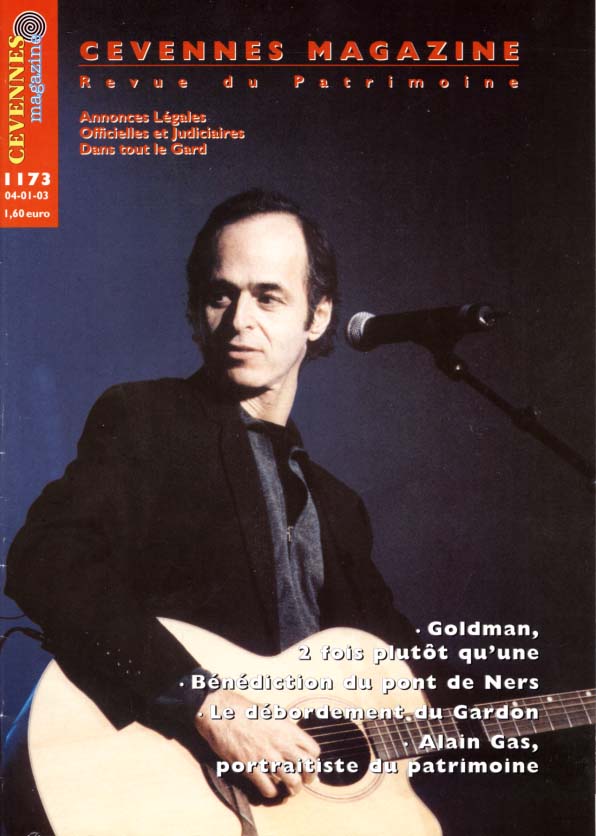 CEVENNES
magazine
1173
04-01-03
1,60 euro
CEVENNES MAGAZINE
Revue du Patrimoine
Annonces Légales
Officielles et Judiciaires
Dans tout le Gard
· Goldman,
2 fois plutôt qu'une
· Bénédiction du pont de Ners
· Le débordement du Gardon
· Alain Gas,
portraitiste du patrimoine